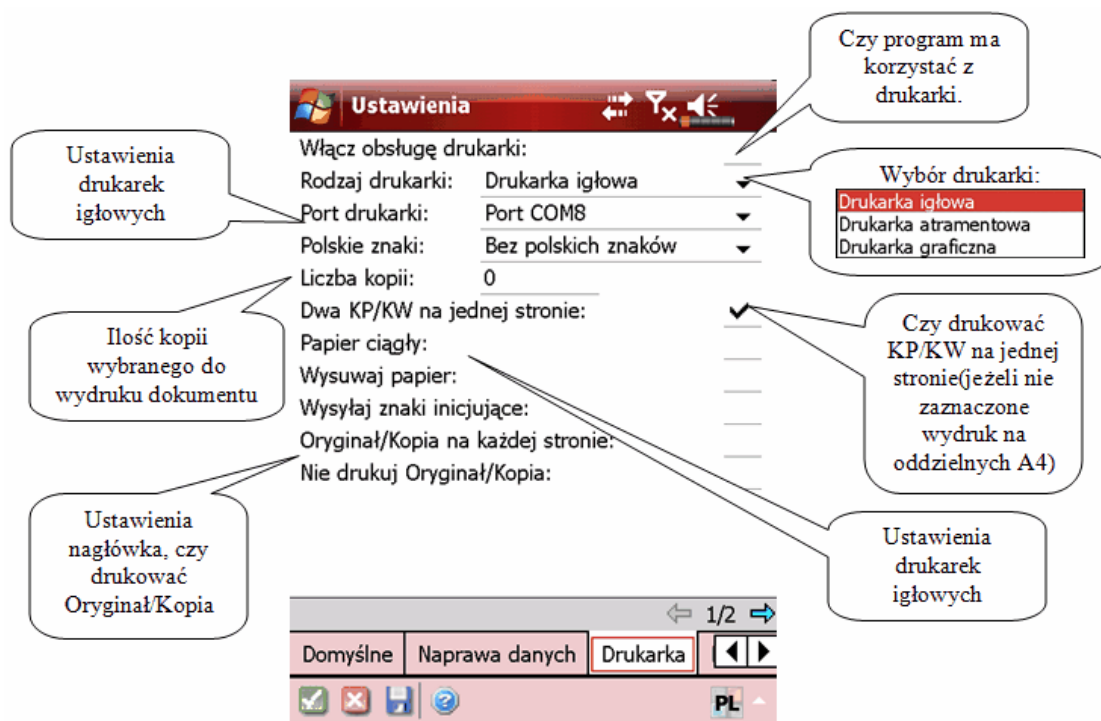 Czy program ma
korzystać z
drukarki.
Ustawienia
Ustawienia
drukarek
igłowych
Włącz obsługę drukarki:
Rodzaj drukarki: Drukarka igłowa
Port drukarki: Port COM8
Polskie znaki: Bez polskich znaków
Liczba kopii: 0
Dwa KP/KW na jednej stronie:
Papier ciągły:
Wysuwaj papier:
Wysyłaj znaki inicjujące:
Oryginał/Kopia na każdej stronie:
Nie drukuj Oryginał/Kopia:
Wybór drukarki:
Drukarka igłowa
Drukarka atramentowa
Drukarka graficzna
Ilość kopii
wybranego do
wydruku dokumentu
Czy drukować
KP/KW na jednej
stronie(jeżeli nie
zaznaczone
wydruk na
oddzielnych A4)
Ustawienia
nagłówka, czy
drukować
Oryginał/Kopia
Ustawienia
drukarek
igłowych
1/2
Domyślne Naprawa danych Drukarka
PL